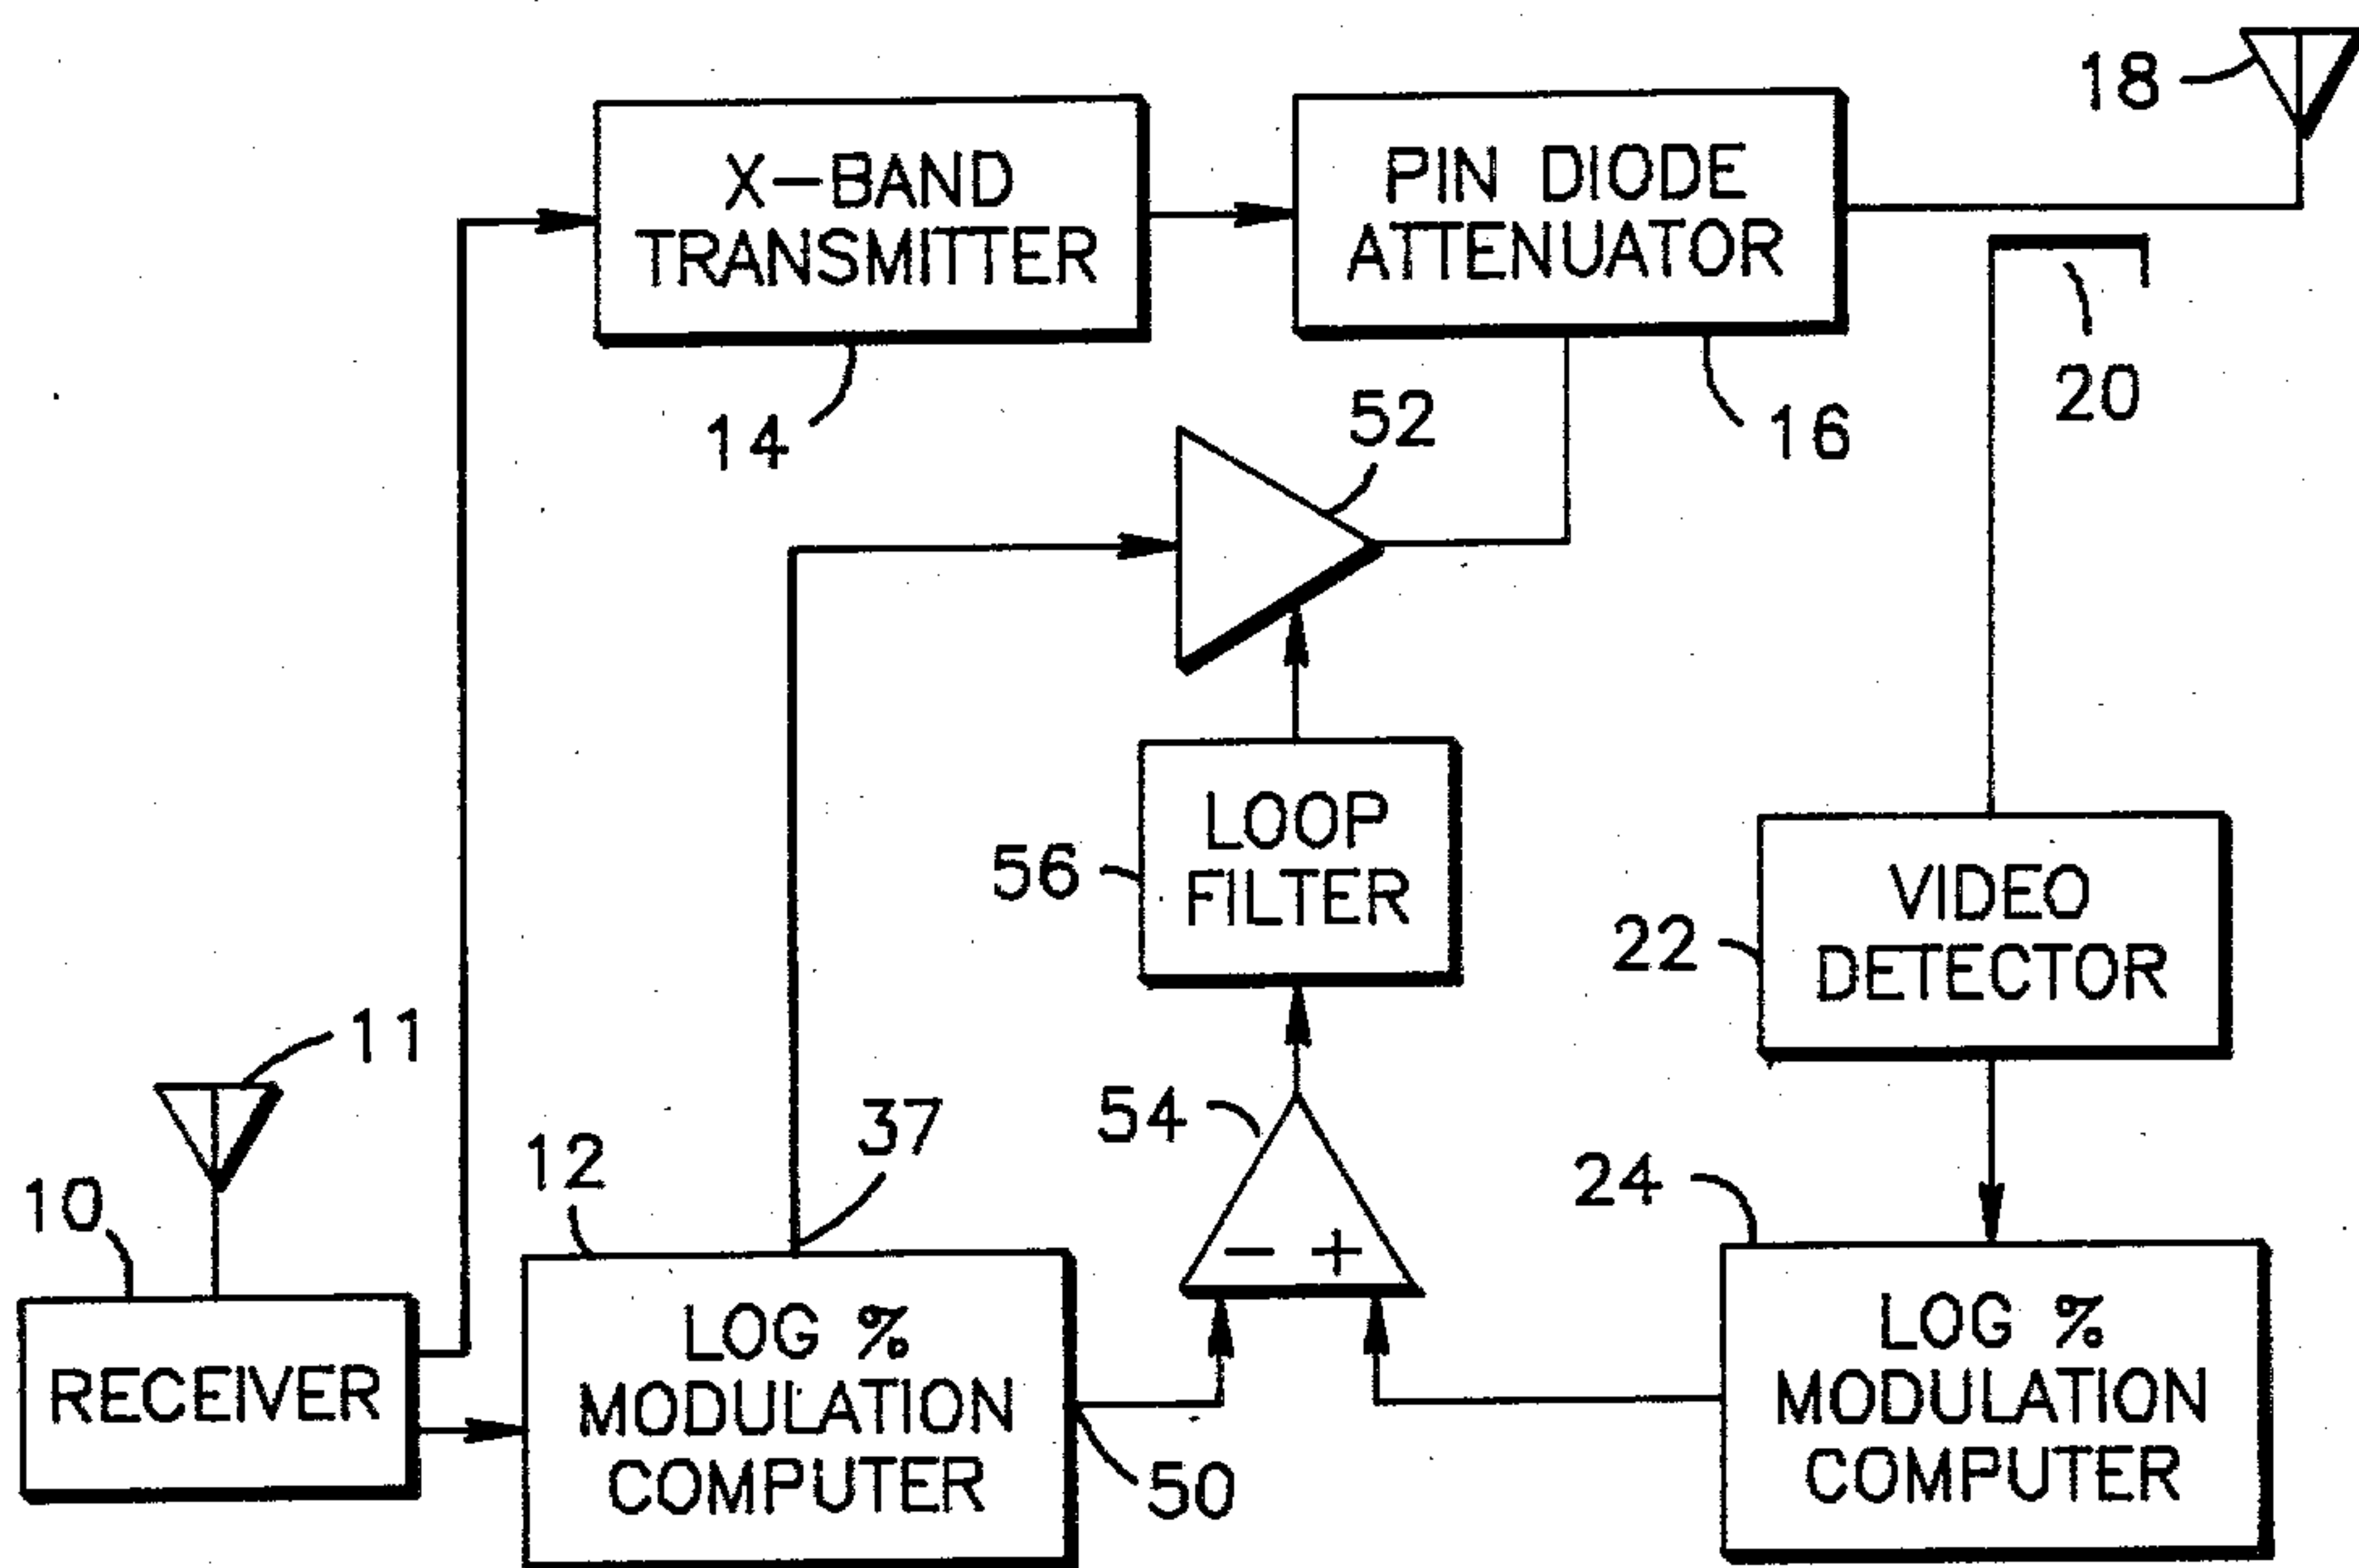 18
X-BAND
TRANSMITTER
PIN DIODE
ATTENUATOR
14
52
16
20
LOOP
FILTER
56
VIDEO
DETECTOR
22
11
54
37
12
10
24
- +
RECEIVER
LOG %
MODULATION
COMPUTER
50
LOG %
MODULATION
COMPUTER